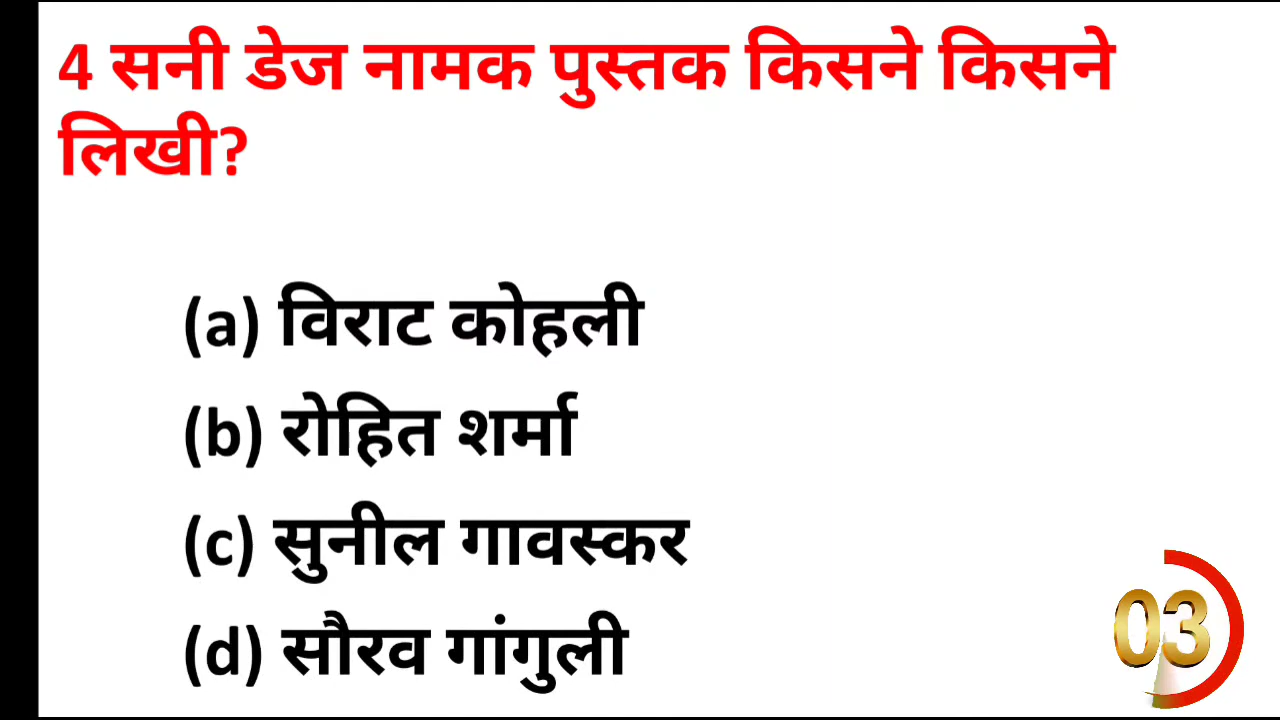 4 सनी डेज नामक पुस्तक किसने किसने
लिखी?
(a) विराट कोहली
(b) रोहित शर्मा
(c) सुनील गावस्कर
(d) सौरव गांगुली
03